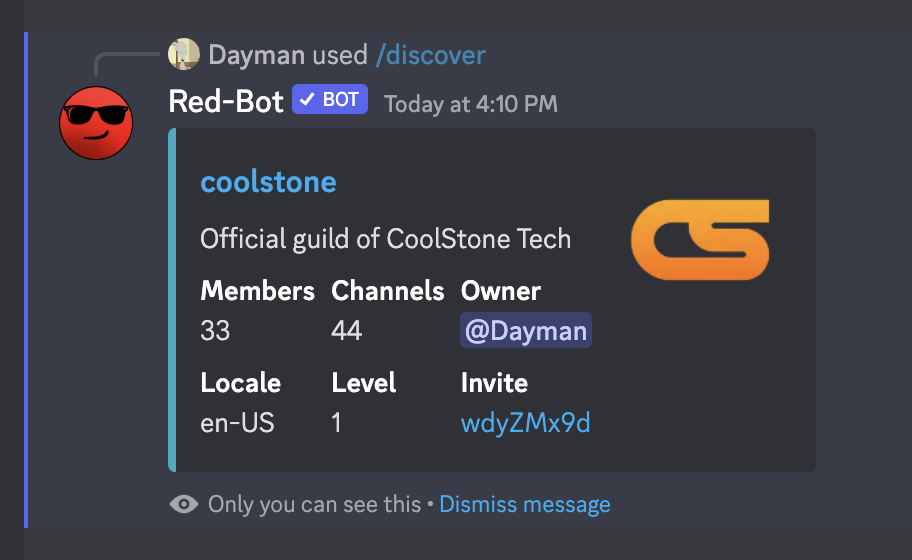 Dayman used /discover
Red-Bot ✓ BOT Today at 4:10 PM
coolstone
Official guild of CoolStone Tech
CS
Members Channels Owner
33 44 @Dayman
Locale Level Invite
en-US 1 wdyZMx9d
Only you can see this • Dismiss message